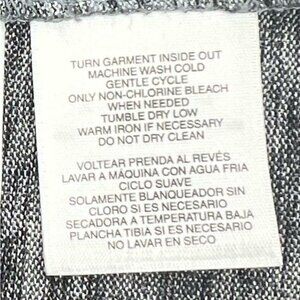 TURN GARMENT INSIDE OUT
MACHINE WASH COLD
GENTLE CYCLE
ONLY NON-CHLORINE BLEACH
WHEN NEEDED
TUMBLE DRY LOW
WARM IRON IF NECESSARY
DO NOT DRY CLEAN
VOLTEAR PRENDA AL REVÉS
LAVAR A MÁQUINA CON AGUA FRIA
CICLO SUAVE
SOLAMENTE BLANQUEADOR SIN
CLORO SI ES NECESARIO
SECADORA A TEMPERATURA BAJA
PLANCHA TIBIA SI ES NECESARIO
NO LAVAR EN SECO